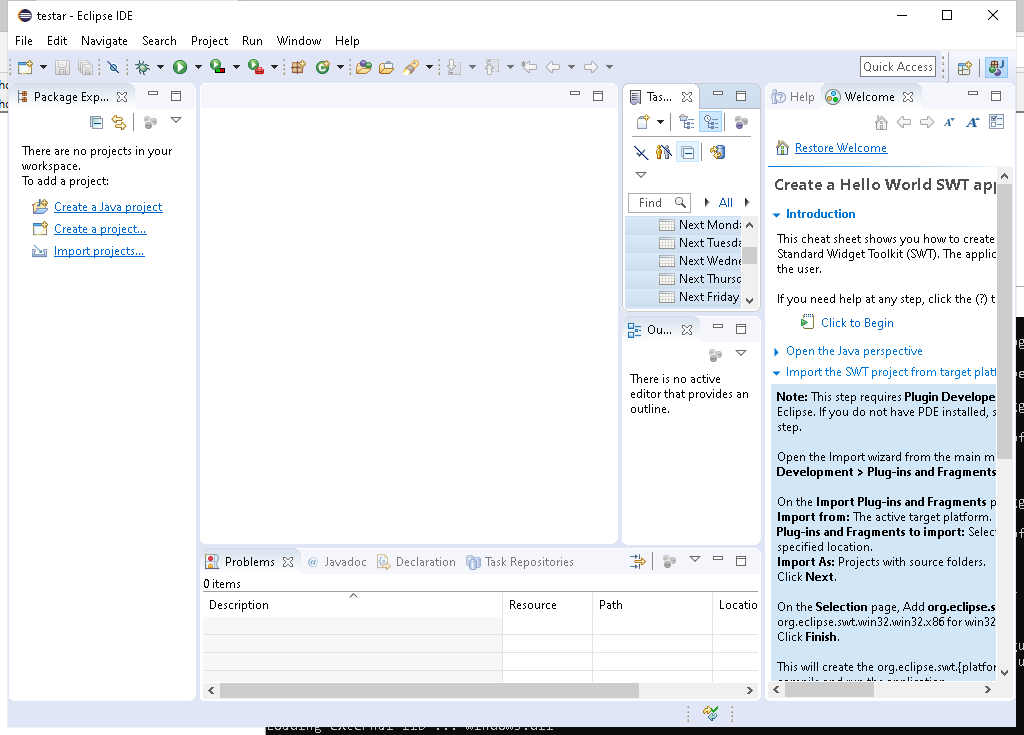 testar - Eclipse IDE
File Edit Navigate Search Project Run Window Help
Quick Access
Package Exp...
There are no projects in your
workspace.
To add a project:
Create a Java project
Create a project...
Import projects...
Tas...
Find
All
Next Monda
Next Tuesda
Next Wedne
Next Thursd
Next Friday
Ou...
There is no active
editor that provides an
outline.
Help Welcome
Restore Welcome
Create a Hello World SWT app
Introduction
This cheat sheet shows you how to create
Standard Widget Toolkit (SWT). The applic
the user.
If you need help at any step, click the (?) t
Click to Begin
Open the Java perspective
Import the SWT project from target platf
Note: This step requires Plugin Develope
Eclipse. If you do not have PDE installed, s
step.
Open the Import wizard from the main m
Development > Plug-ins and Fragments
On the Import Plug-ins and Fragments p
Import from: The active target platform.
Plug-ins and Fragments to import: Selec
specified location.
Import As: Projects with source folders.
Click Next.
On the Selection page, Add org.eclipse.s
org.eclipse.swt.win32.win32.x86 for win32
Click Finish.
This will create the org.eclipse.swt.{platfor
compile and run the application
Problems @ Javadoc Declaration Task Repositories
0 items
Description Resource Path Locatio
Loading external lib ... windows.dll